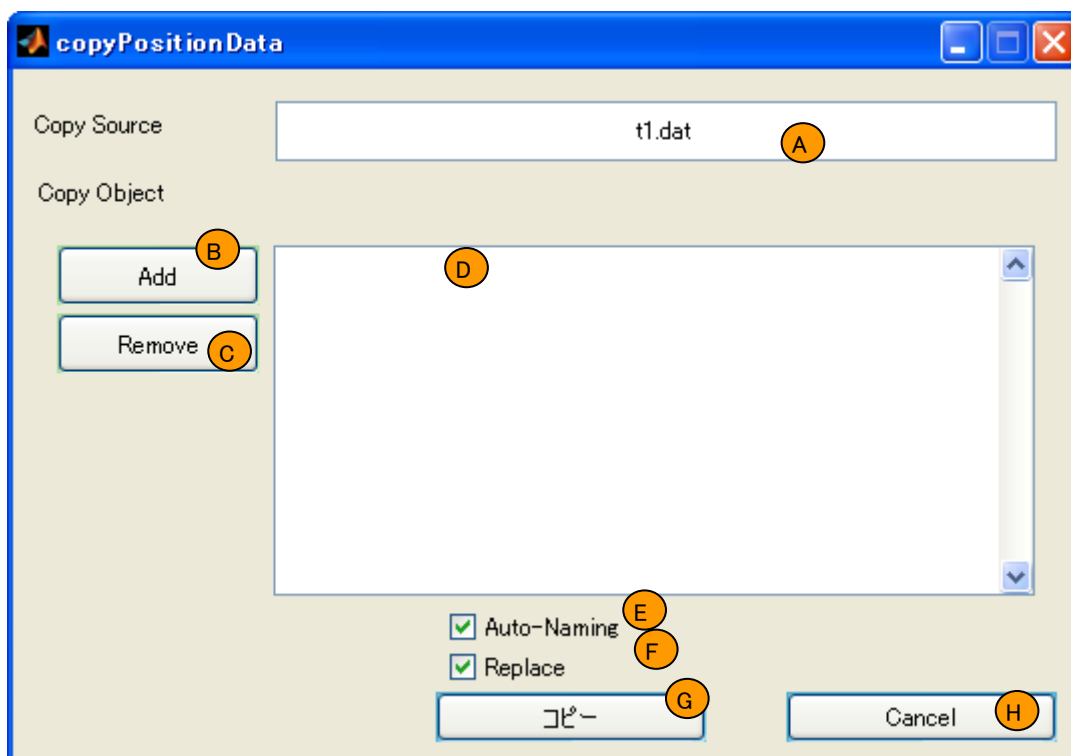 copyPositionData
Copy Source
t1.dat
A
Copy Object
B
Add
D
Remove
C
E
Auto-Naming
F
Replace
G
コピー
Cancel
H